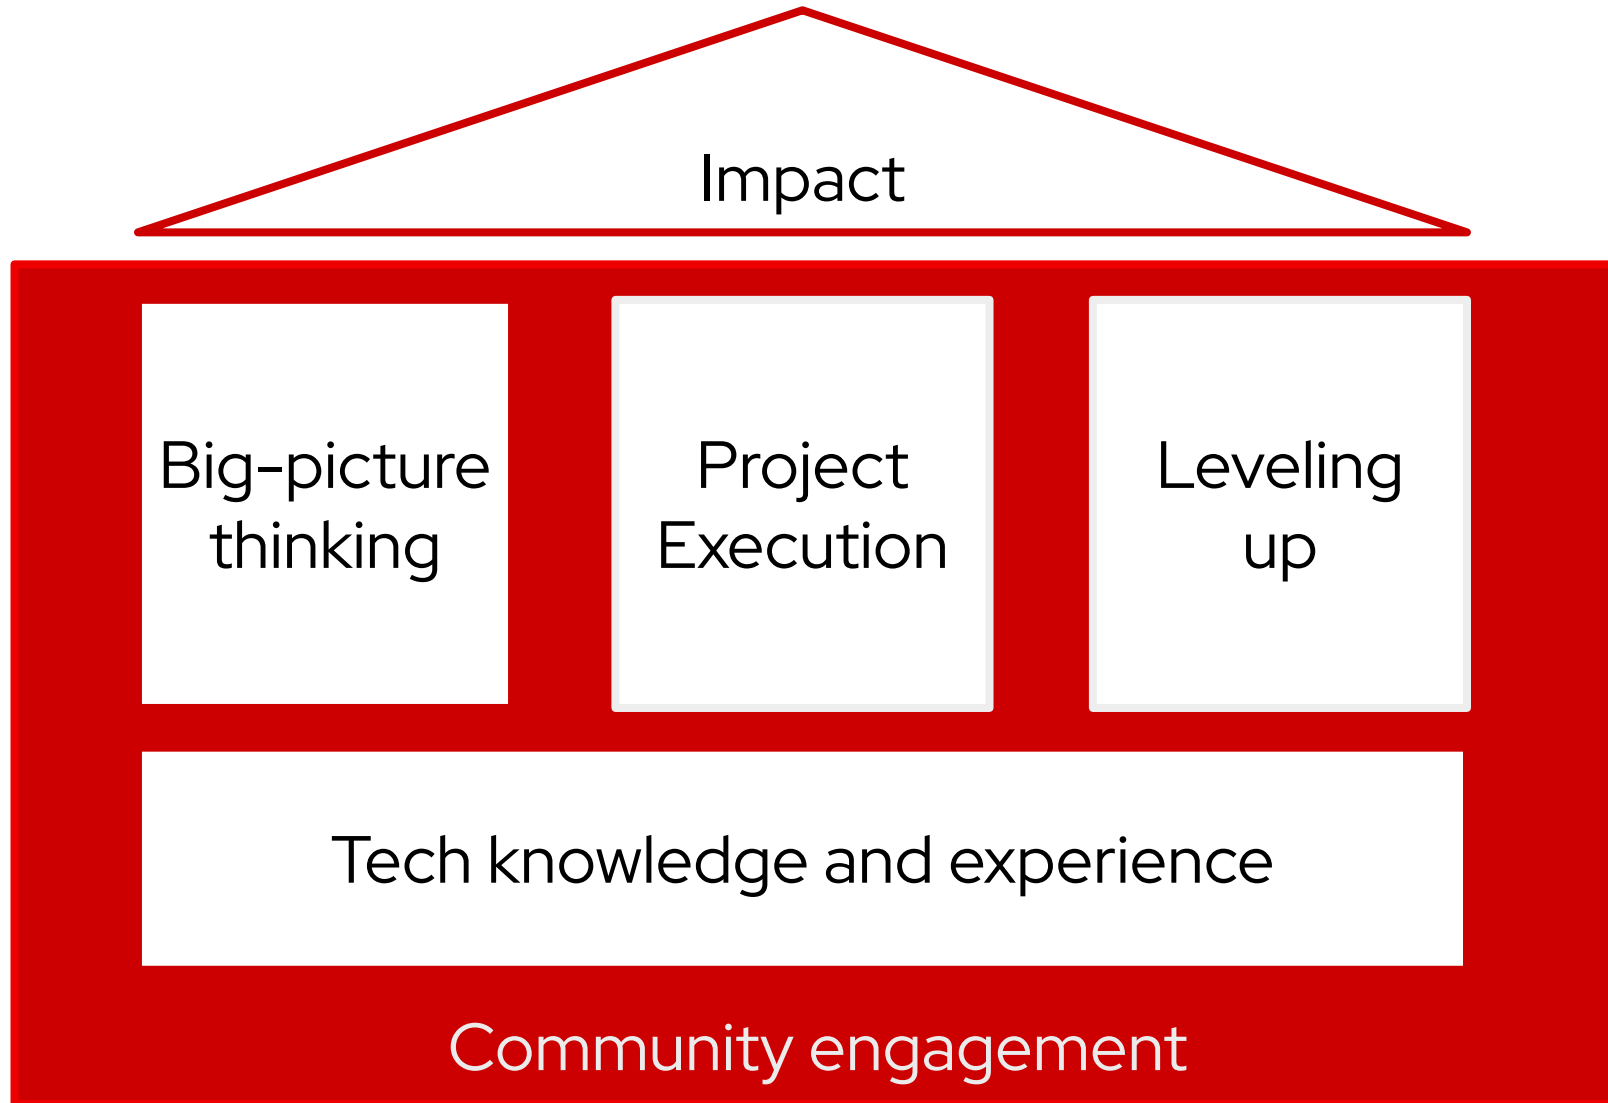 Impact
Big-picture
thinking
Project
Execution
Leveling
up
Tech knowledge and experience
Community engagement